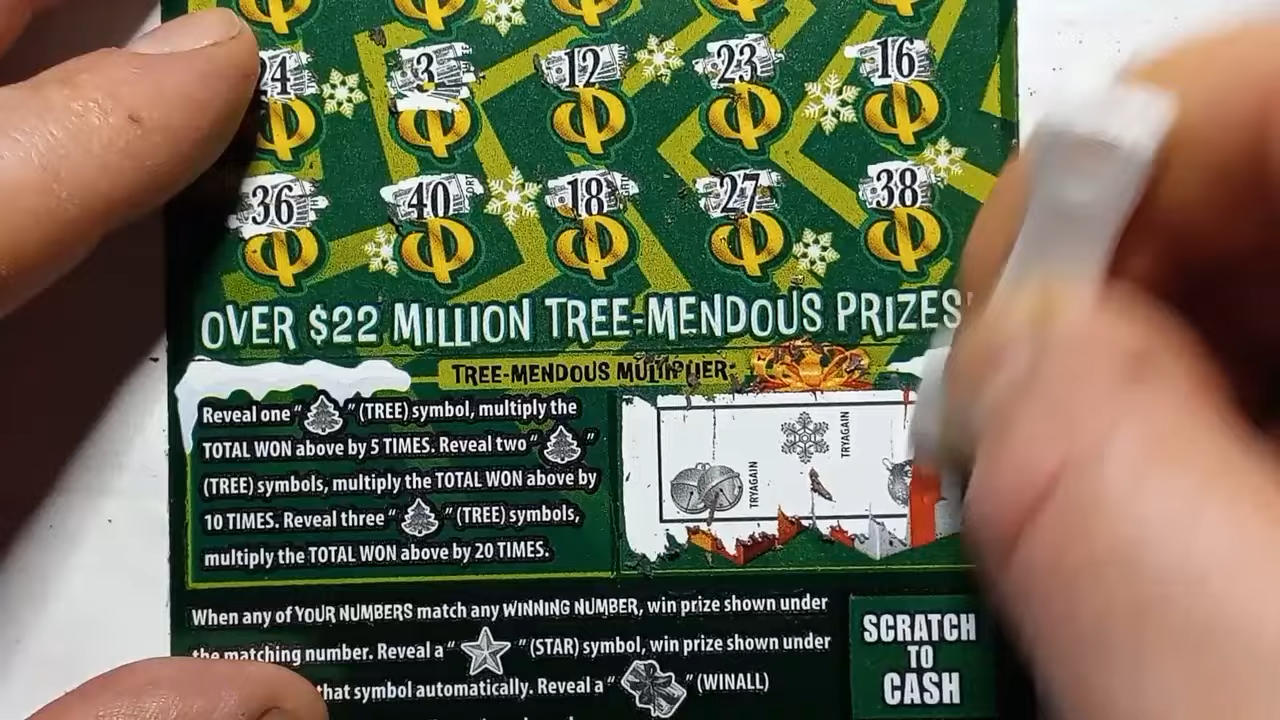 24 3 12 23 16
36 40 18 27 38
OVER $22 MILLION TREE-MENDOUS PRIZES!
TREE-MENDOUS MULTIPLIER:
Reveal one " " (TREE) symbol, multiply the
TOTAL WON above by 5 TIMES. Reveal two " "
(TREE) symbols, multiply the TOTAL WON above by
10 TIMES. Reveal three " " (TREE) symbols,
multiply the TOTAL WON above by 20 TIMES.
TRYAGAIN
TRYAGAIN
When any of YOUR NUMBERS match any WINNING NUMBER, win prize shown under
the matching number. Reveal a " " (STAR) symbol, win prize shown under
that symbol automatically. Reveal a " " (WINALL)
SCRATCH
TO
CASH